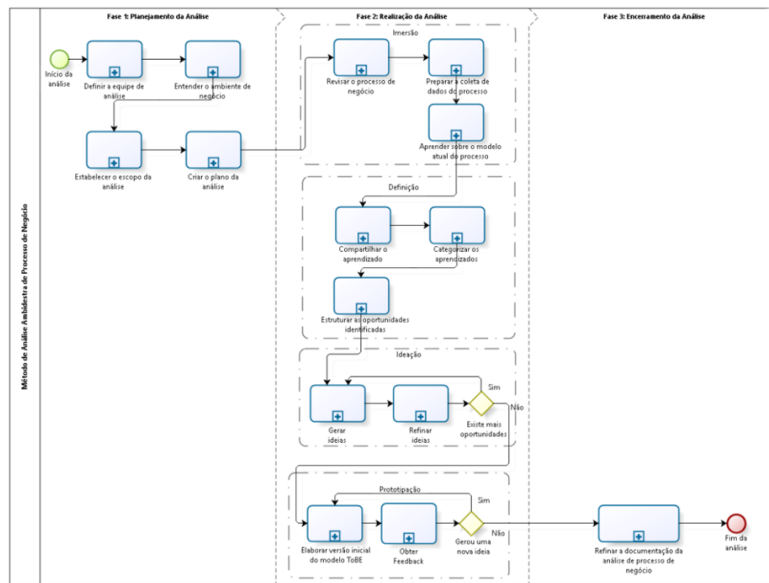 Fase 1: Planejamento da Análise
Fase 2: Realização da Análise
Fase 3: Encerramento da Análise
Método de Análise Ambidestra de Processo de Negócio
Início da
análise
Definir a equipe de
análise
Entender o ambiente de
negócio
Estabelecer o escopo da
análise
Criar o plano da
análise
Imersão
Revisar o processo de
negócio
Preparar a coleta de
dados do processo
Aprender sobre o modelo
atual do processo
Definição
Compartilhar o
aprendizado
Categorizar os
aprendizados
Estruturar as oportunidades
identificadas
Ideação
Gerar
ideias
Refinar
ideias
Sim
Não
Existe mais
oportunidades
Prototipação
Elaborar versão inicial
do modelo ToBE
Obter
Feedback
Sim
Não
Gerou uma
nova ideia
Refinar a documentação da
análise de processo de
negócio
Fim da
análise